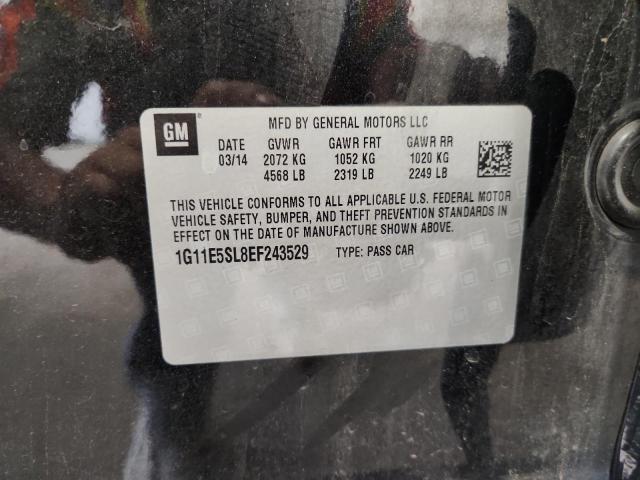 GM
MFD BY GENERAL MOTORS LLC
DATE GVWR GAWR FRT GAWR RR
03/14 2072 KG 1052 KG 1020 KG
4568 LB 2319 LB 2249 LB
THIS VEHICLE CONFORMS TO ALL APPLICABLE U.S. FEDERAL MOTOR
VEHICLE SAFETY, BUMPER, AND THEFT PREVENTION STANDARDS IN
EFFECT ON THE DATE OF MANUFACTURE SHOWN ABOVE.
1G11E5SL8EF243529 TYPE: PASS CAR